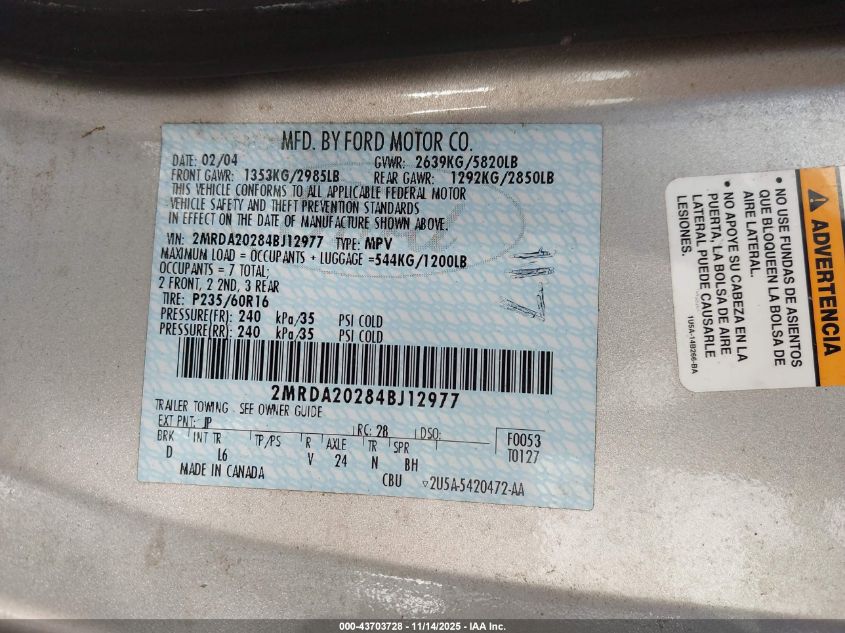 MFD. BY FORD MOTOR CO.
DATE: 02/04 GVWR: 2639KG/5820LB
FRONT GAWR: 1353KG/2985LB REAR GAWR: 1292KG/2850LB
THIS VEHICLE CONFORMS TO ALL APPLICABLE FEDERAL MOTOR
VEHICLE SAFETY AND THEFT PREVENTION STANDARDS
IN EFFECT ON THE DATE OF MANUFACTURE SHOWN ABOVE.
VIN: 2MRDA20284BJ12977 TYPE: MPV
MAXIMUM LOAD = OCCUPANTS + LUGGAGE =544KG/1200LB
OCCUPANTS = 7 TOTAL;
2 FRONT, 2 2ND, 3 REAR
TIRE: P235/60R16
PRESSURE(FR): 240 kPa/35 PSI COLD
PRESSURE(RR): 240 kPa/35 PSI COLD
2MRDA20284BJ12977
TRAILER TOWING - SEE OWNER GUIDE
EXT PNT: JP RC: 28 DSO: F0053
BRK INT TR TP/PS R AXLE TR SPR T0127
D L6 V 24 N BH
MADE IN CANADA CBU ▽2U5A-5420472-AA
ADVERTENCIA
• NO USE FUNDAS DE ASIENTOS
QUE BLOQUEEN LA BOLSA DE
AIRE LATERAL.
• NO APOYE SU CABEZA EN LA
PUERTA. LA BOLSA DE AIRE
LATERAL PUEDE CAUSARLE
LESIONES.
1U5A-14B266-BA
000-43703728 - 11/14/2025 - IAA Inc.